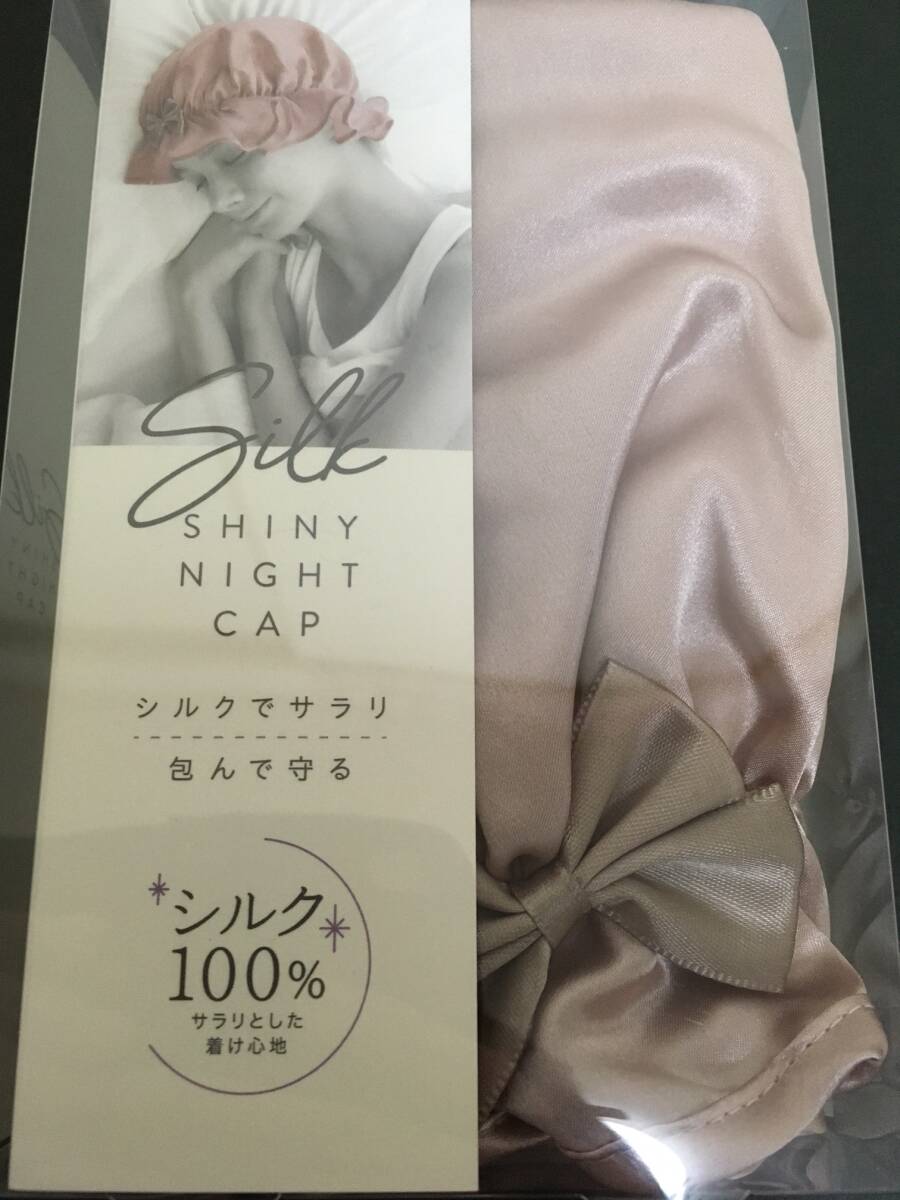 Silk
SHINY
NIGHT
CAP
シルクでサラリ
包んで守る
シルク
100%
サラリとした
着け心地